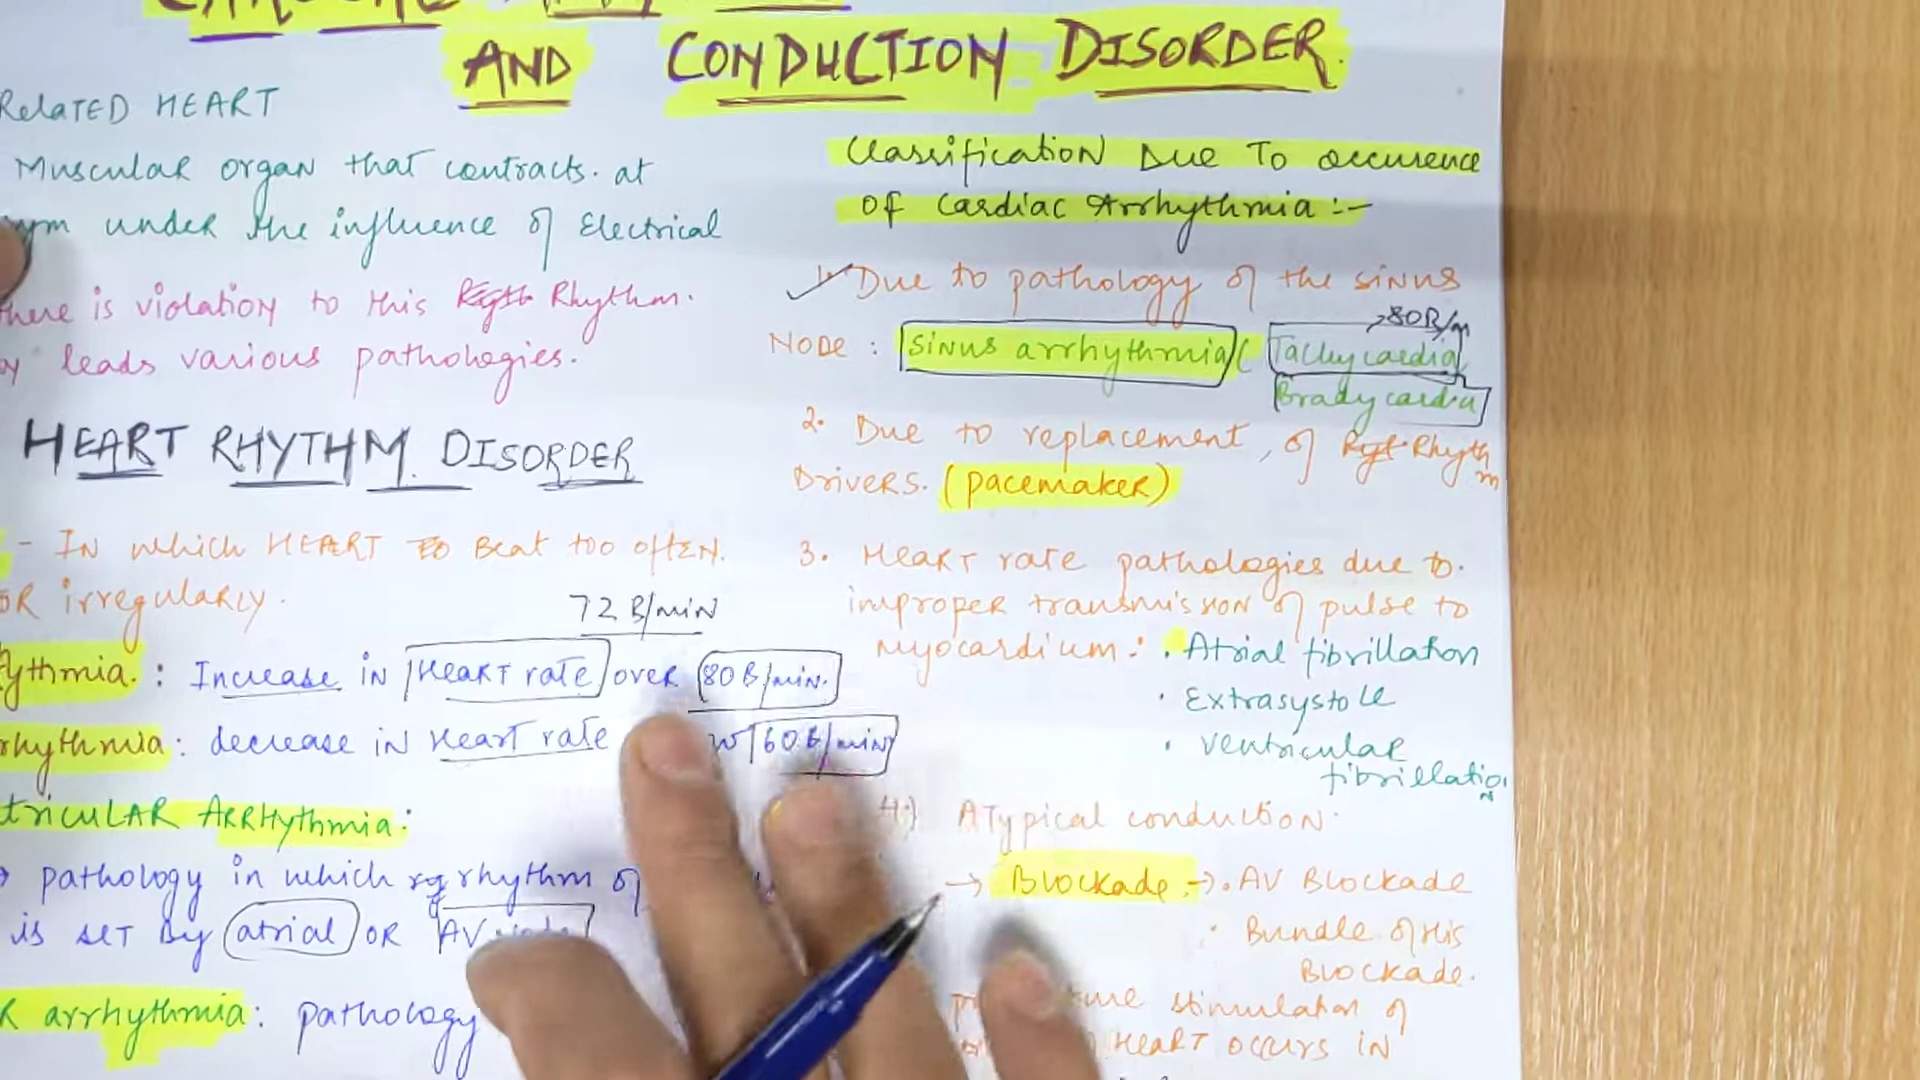 AND CONDUCTION DISORDER.
RELATED HEART
Muscular organ that contracts. at
under the influence of Electrical
there is violation to this Rhythm.
leads various pathologies.
HEART RHYTHM DISORDER
- In which HEART to Beat too often.
OR irregularly.
72 B/min
ythmia. : Increase in Heart rate over 80 B/min.
rhythmia : decrease in Heart rate 60 B/min
tricular Arrhythmia :
pathology in which rhythm of
is set by atrial OR AV
R arrhythmia : pathology
Classification Due To occurence
of Cardiac Arrhythmia :-
1. Due to pathology of the sinus
>80B/m
Node : Sinus arrhythmia ( Tachycardia
Bradycardia
2. Due to replacement, of Rhythm
Drivers. (pacemaker)
3. Heart rate pathologies due to.
improper transmission of pulse to
myocardium : . Atrial fibrillation
. Extrasystole
. ventricular
fibrillation
4.) ATypical conduction.
→ Blockade. → . AV Blockade
. Bundle of His
Blockade.
stimulation of
HEART occurs in